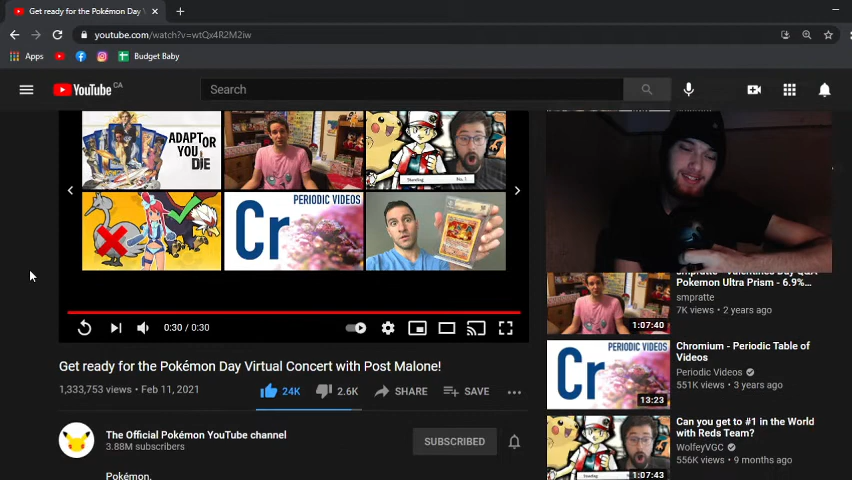 Get ready for the Pokémon Day V
youtube.com/watch?v=wtQx4R2M2iw
Apps
Budget Baby
YouTube CA
Search
ADAPT OR
YOU DIE
PERIODIC VIDEOS
Cr
0:30 / 0:30
Get ready for the Pokémon Day Virtual Concert with Post Malone!
1,333,753 views • Feb 11, 2021
24K
2.6K
SHARE
SAVE
The Official Pokémon YouTube channel
3.88M subscribers
SUBSCRIBED
Pokémon.
smpratte - Valentines Day Q&A
Pokemon Ultra Prism - 6.9%...
smpratte
7K views • 2 years ago
1:07:40
PERIODIC VIDEOS
Cr
13:23
Chromium - Periodic Table of
Videos
Periodic Videos
551K views • 3 years ago
Can you get to #1 in the World
with Reds Team?
WolfeyVGC
556K views • 9 months ago
1:07:43